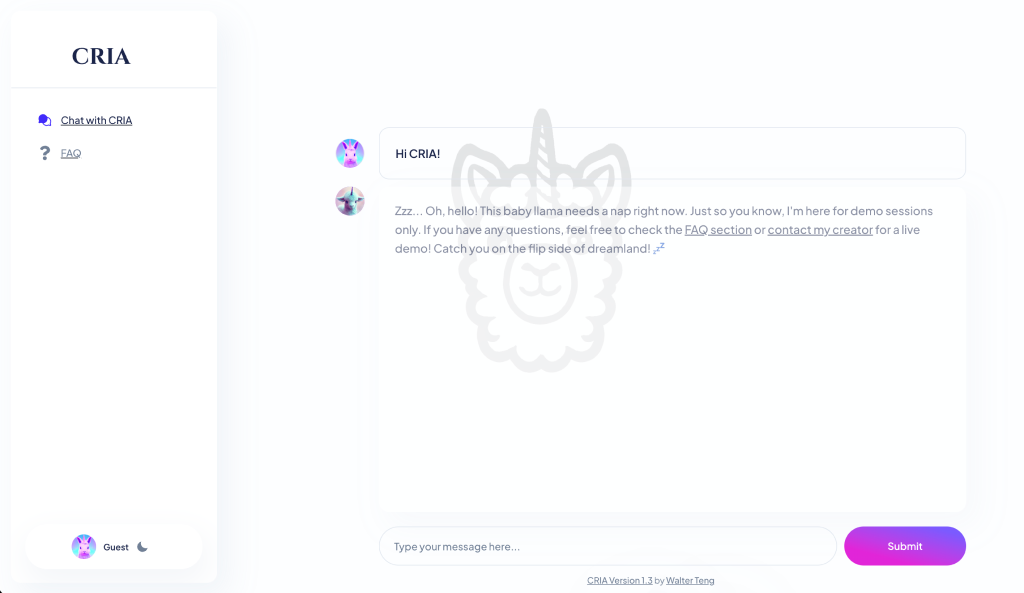 CRIA
Chat with CRIA
FAQ
Hi CRIA!
Zzz... Oh, hello! This baby llama needs a nap right now. Just so you know, I'm here for demo sessions
only. If you have any questions, feel free to check the FAQ section or contact my creator for a live
demo! Catch you on the flip side of dreamland! 💤
Guest
Type your message here...
Submit
CRIA Version 1.3 by Walter Teng